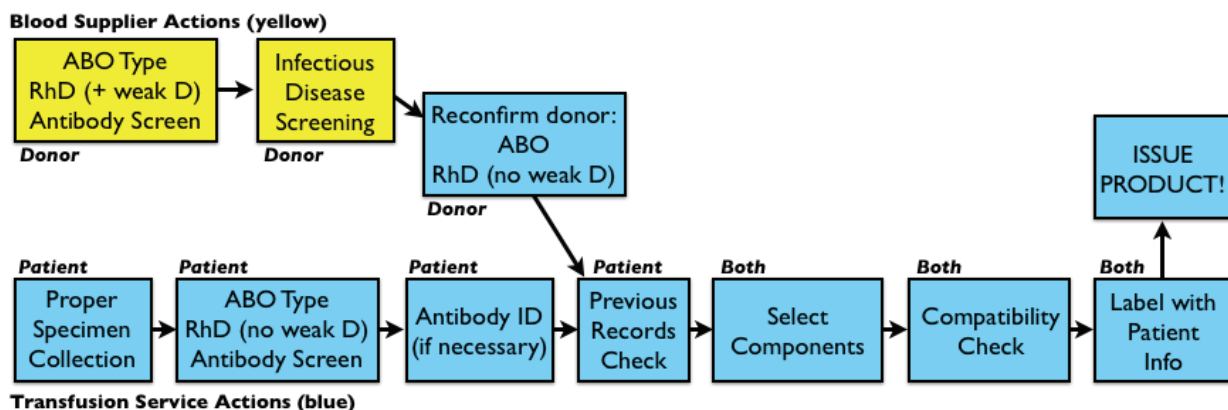 Blood Supplier Actions (yellow)
ABO Type
RhD (+ weak D)
Antibody Screen
Donor
Infectious
Disease
Screening
Donor
Reconfirm donor:
ABO
RhD (no weak D)
Donor
ISSUE
PRODUCT!
Patient
Proper
Specimen
Collection
Patient
ABO Type
RhD (no weak D)
Antibody Screen
Patient
Antibody ID
(if necessary)
Patient
Previous
Records
Check
Both
Select
Components
Both
Compatibility
Check
Both
Label with
Patient
Info
Transfusion Service Actions (blue)